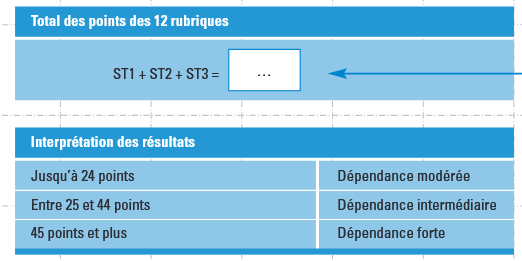 Total des points des 12 rubriques
ST1 + ST2 + ST3 = ...
Interprétation des résultats
Jusqu'à 24 points Dépendance modérée
Entre 25 et 44 points Dépendance intermédiaire
45 points et plus Dépendance forte